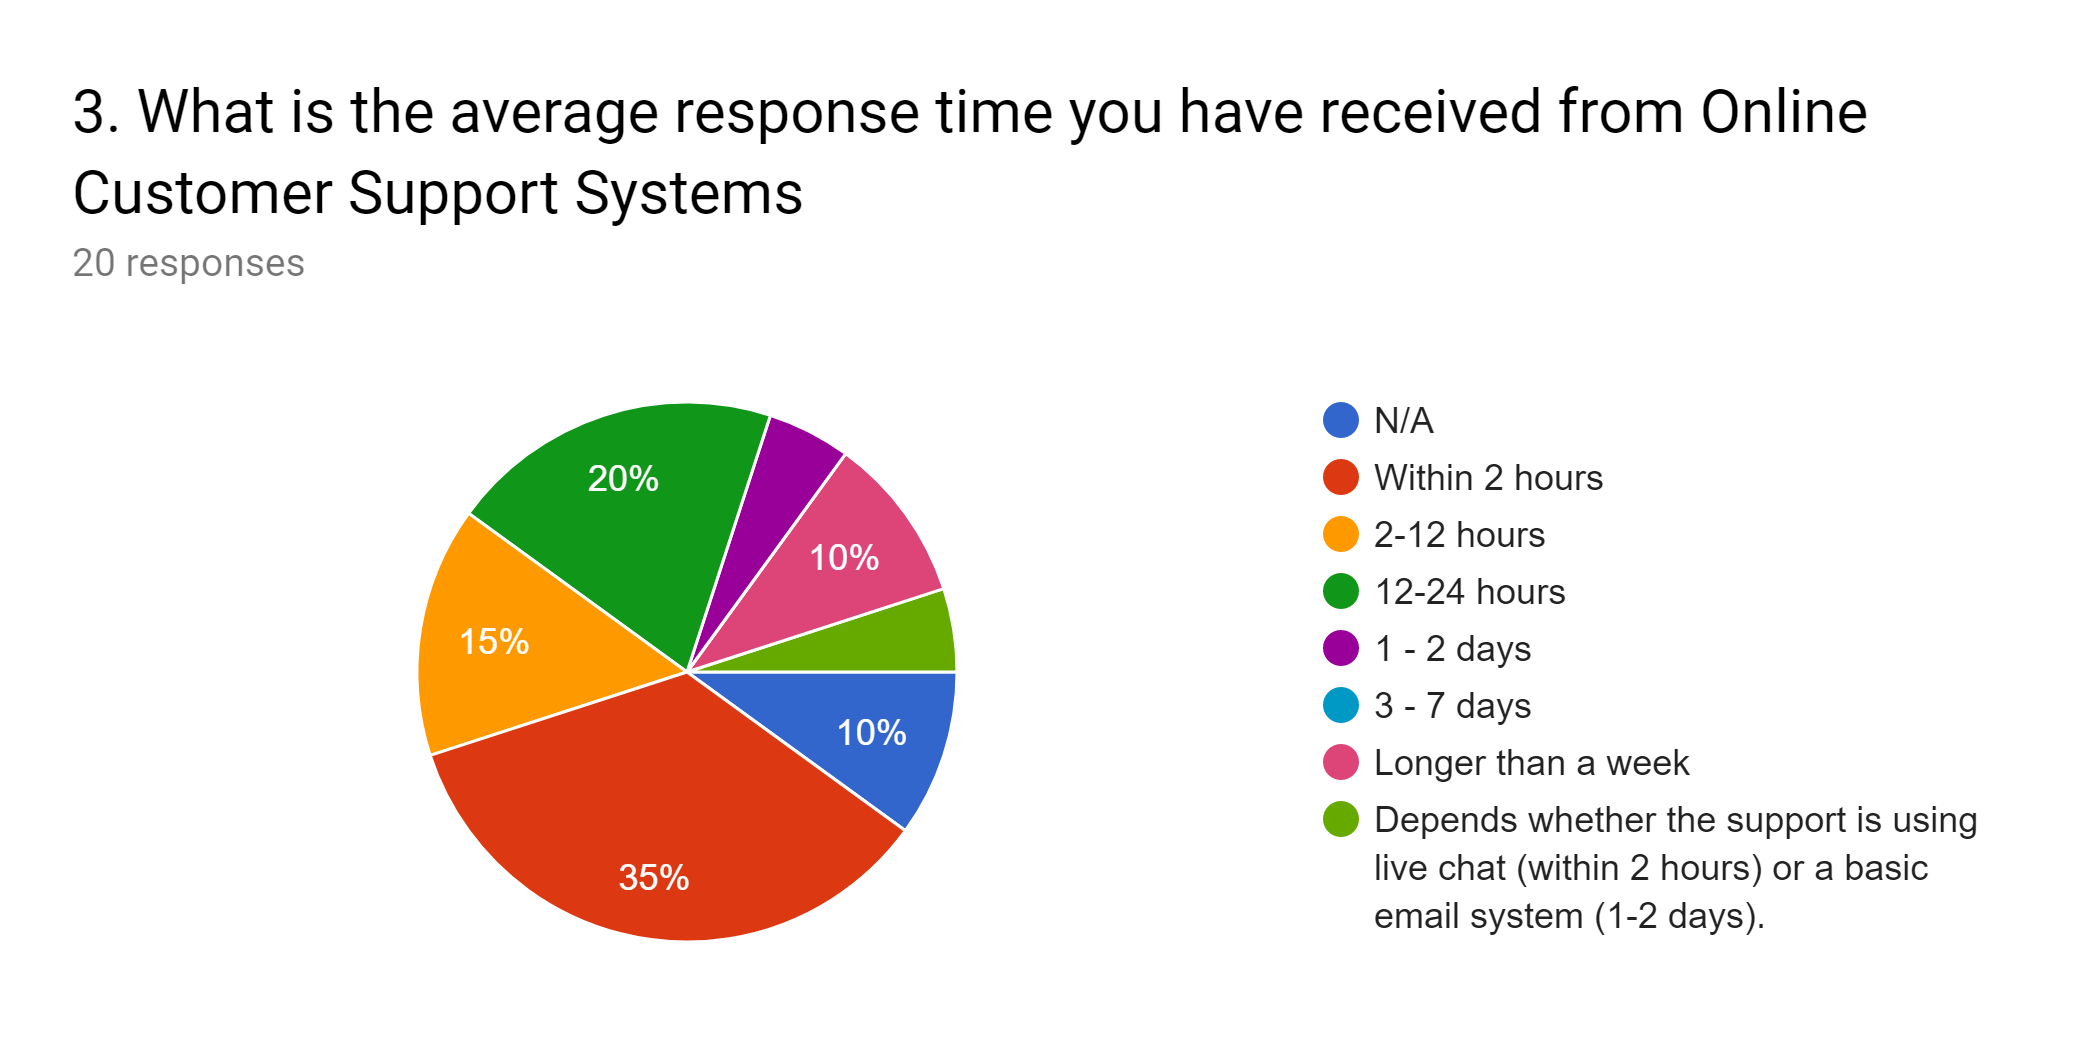 3. What is the average response time you have received from Online
Customer Support Systems
20 responses
20%
10%
15%
10%
35%
N/A
Within 2 hours
2-12 hours
12-24 hours
1 - 2 days
3 - 7 days
Longer than a week
Depends whether the support is using
live chat (within 2 hours) or a basic
email system (1-2 days).